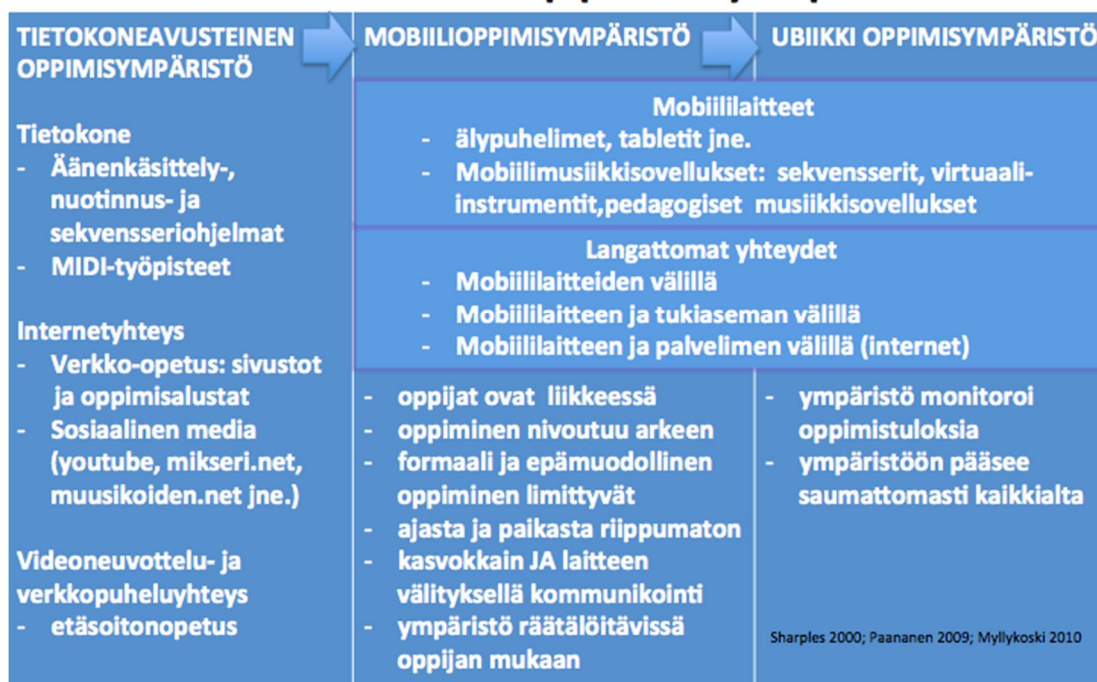 TIETOKONEAVUSTEINEN
OPPIMISYMPÄRISTÖ
Tietokone
- Äänenkäsittely-,
nuotinnus- ja
sekvensseriohjelmat
- MIDI-työpisteet
Internetyhteys
- Verkko-opetus: sivustot
ja oppimisalustat
- Sosiaalinen media
(youtube, mikseri.net,
muusikoiden.net jne.)
Videoneuvottelu- ja
verkkopuheluyhteys
- etäsoitonopetus
MOBIILIOPPIMISYMPÄRISTÖ
UBIIKKI OPPIMISYMPÄRISTÖ
Mobiililaitteet
- älypuhelimet, tabletit jne.
- Mobiilimusiikkisovellukset: sekvensserit, virtuaali-
instrumentit,pedagogiset musiikkisovellukset
Langattomat yhteydet
- Mobiililaitteiden välillä
- Mobiililaitteen ja tukiaseman välillä
- Mobiililaitteen ja palvelimen välillä (internet)
- oppijat ovat liikkeessä
- oppiminen nivoutuu arkeen
- formaali ja epämuodollinen
oppiminen limittyvät
- ajasta ja paikasta riippumaton
- kasvokkain JA laitteen
välityksellä kommunikointi
- ympäristö räätälöitävissä
oppijan mukaan
- ympäristö monitoroi
oppimistuloksia
- ympäristöön pääsee
saumattomasti kaikkialta
Sharples 2000; Paananen 2009; Myllykoski 2010